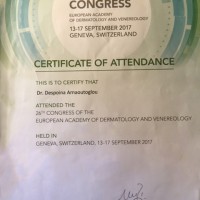 CONGRESS
EUROPEAN ACADEMY
OF DERMATOLOGY AND VENEREOLOGY
13-17 SEPTEMBER 2017
GENEVA, SWITZERLAND
CERTIFICATE OF ATTENDANCE
THIS IS TO CERTIFY THAT
Dr. Despoina Arnaoutoglou
ATTENDED THE
26TH CONGRESS OF THE
EUROPEAN ACADEMY OF DERMATOLOGY AND VENEREOLOGY
HELD IN
GENEVA, SWITZERLAND, 13-17 SEPTEMBER 2017